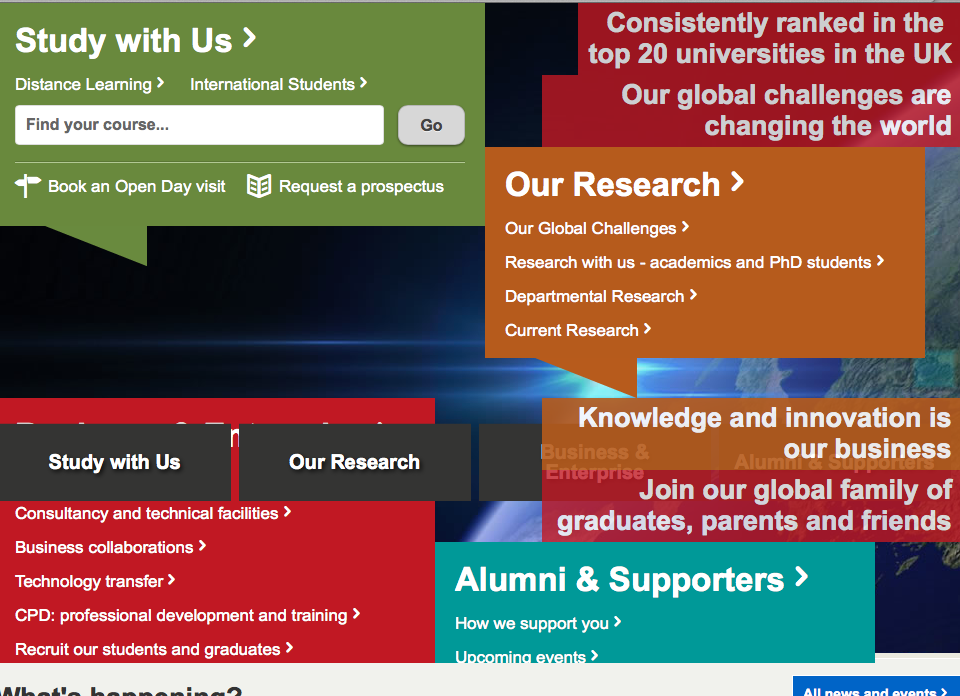 Study with Us
Distance Learning
International Students
Find your course...
Go
Book an Open Day visit
Request a prospectus
Consistently ranked in the
top 20 universities in the UK
Our global challenges are
changing the world
Our Research
Our Global Challenges
Research with us - academics and PhD students
Departmental Research
Current Research
Knowledge and innovation is
our business
Join our global family of
graduates, parents and friends
Study with Us
Our Research
Business &
Enterprise
Alumni & Supporters
Consultancy and technical facilities
Business collaborations
Technology transfer
CPD: professional development and training
Recruit our students and graduates
Alumni & Supporters
How we support you
Upcoming events
What's happening?
All news and events